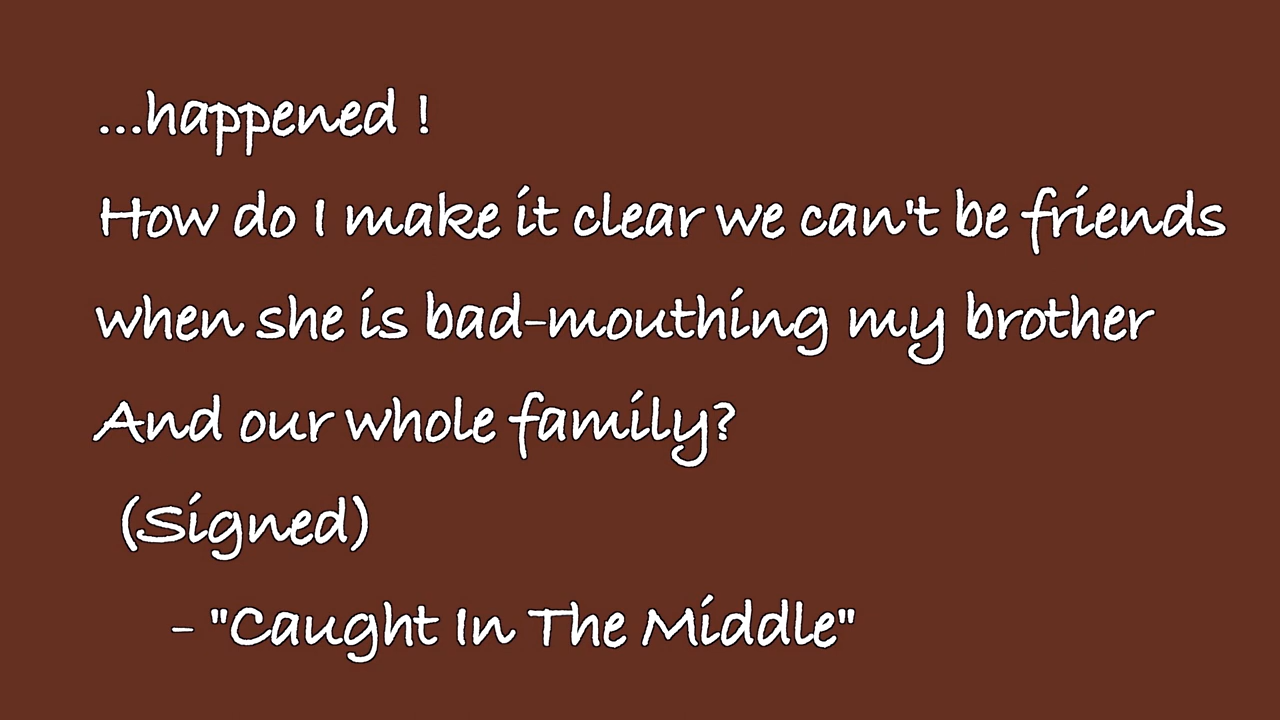 ...happened !
How do I make it clear we can't be friends
when she is bad-mouthing my brother
And our whole family?
(Signed)
- "Caught In The Middle"